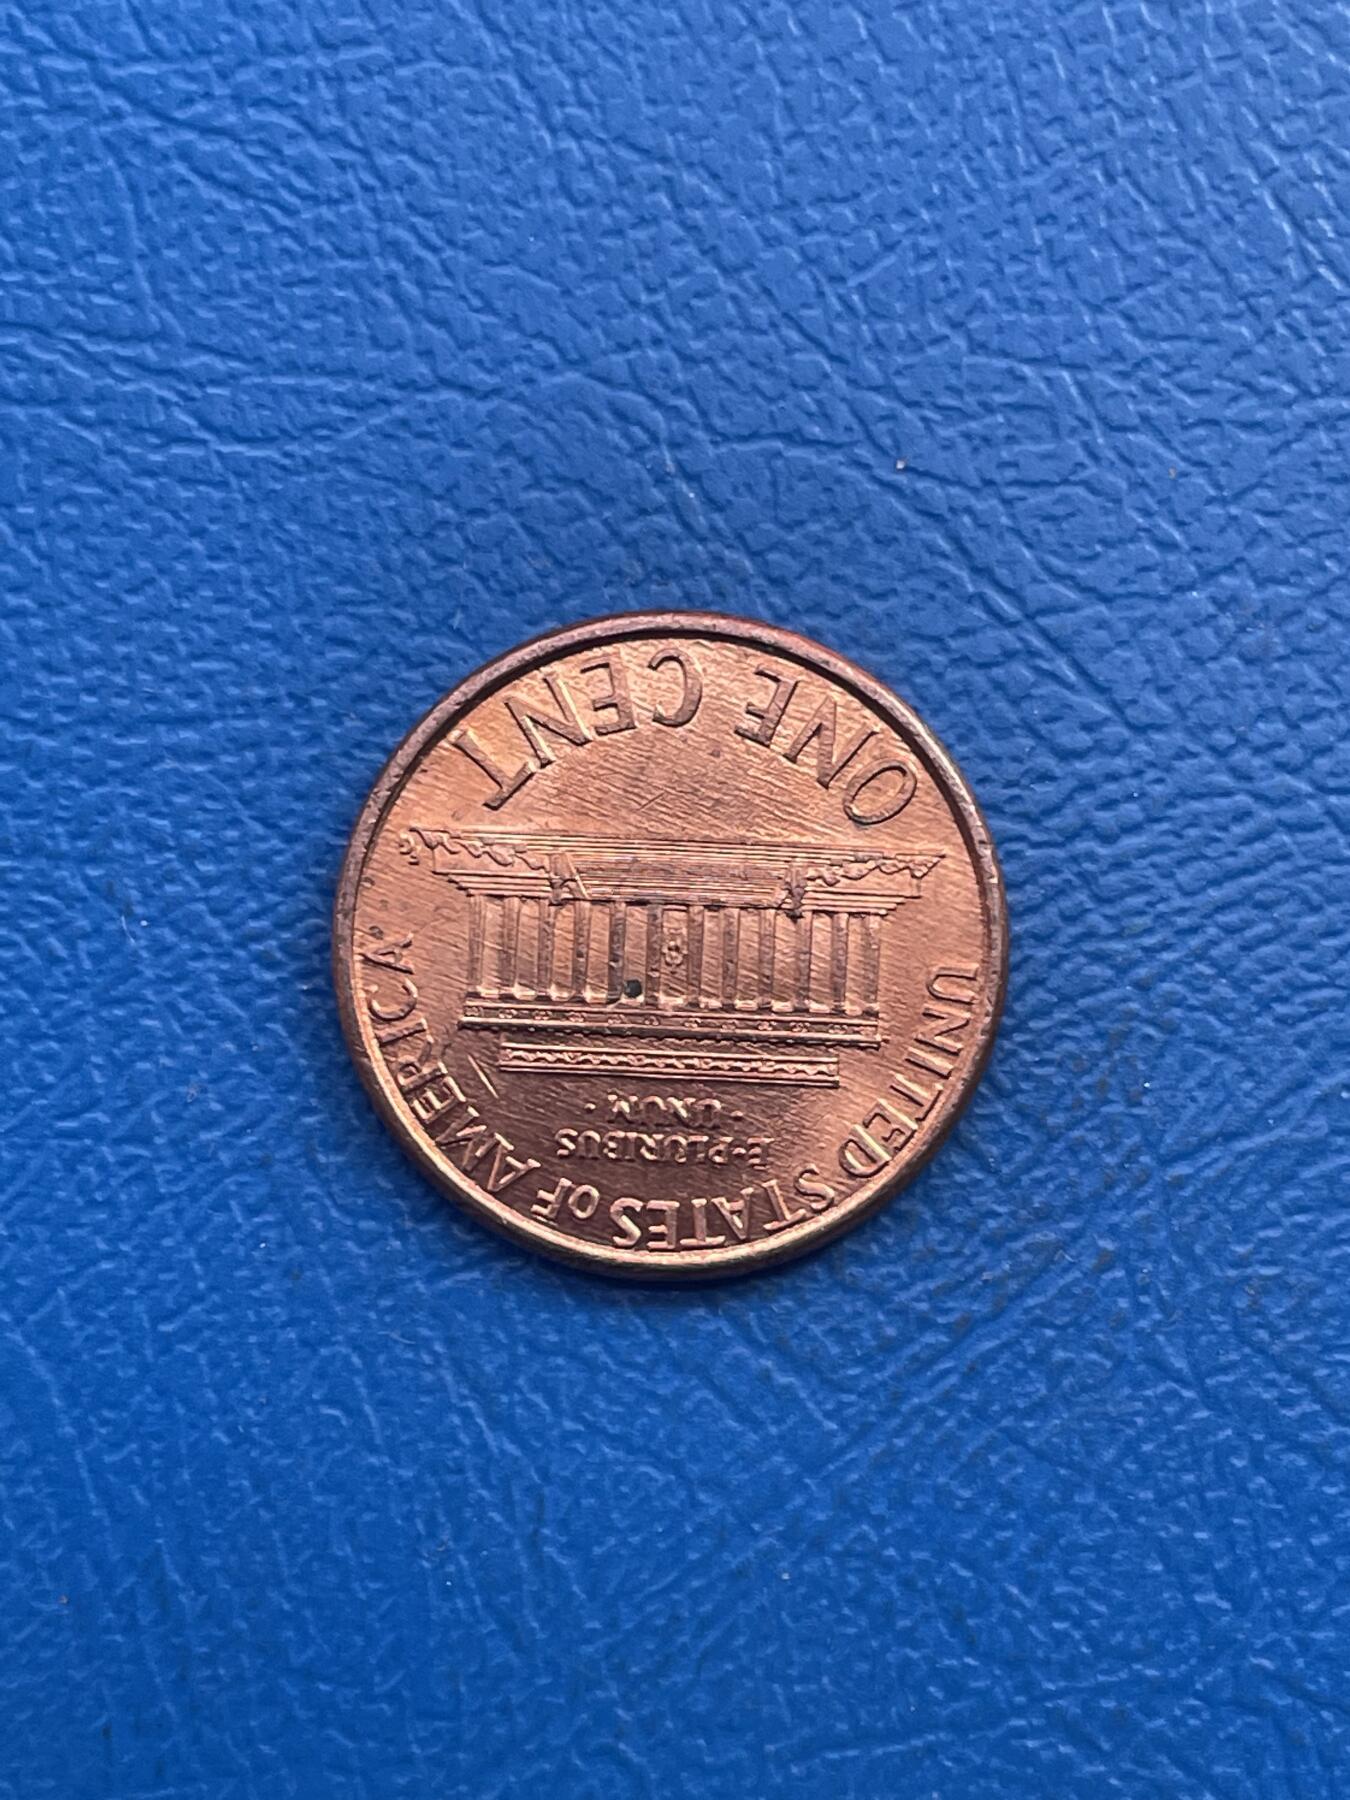 UNITED STATES OF AMERICA
E·PLURIBUS
·UNUM·
ONE CENT